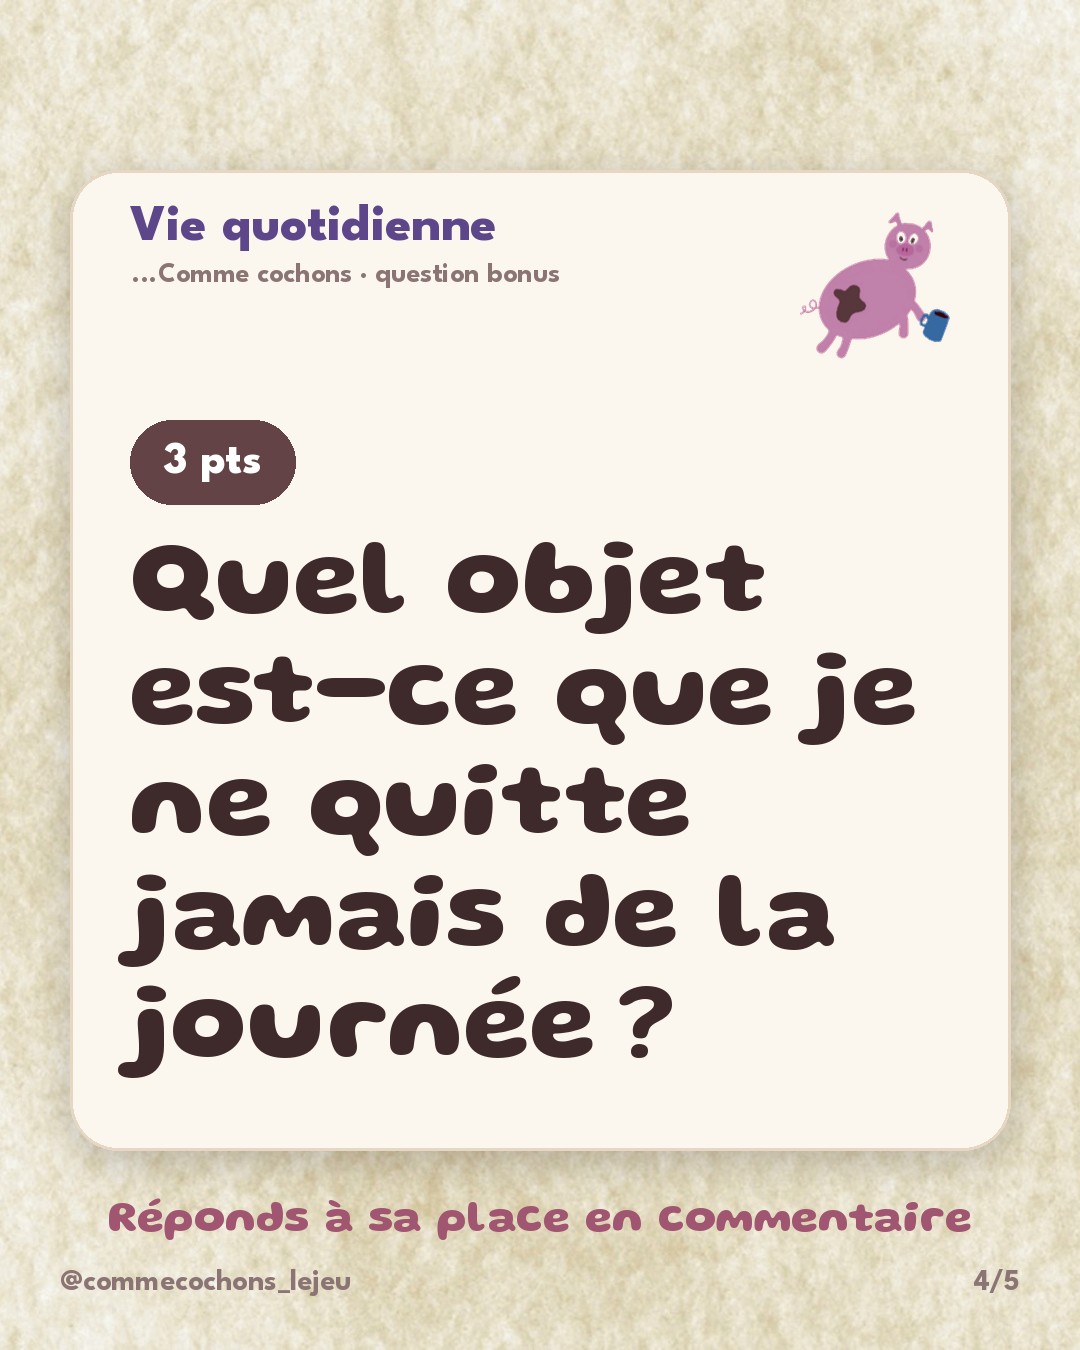 Vie quotidienne
...Comme cochons · question bonus
3 pts
Quel objet
est-ce que je
ne quitte
jamais de la
journée ?
Réponds à sa place en commentaire
@commecochons_lejeu
4/5